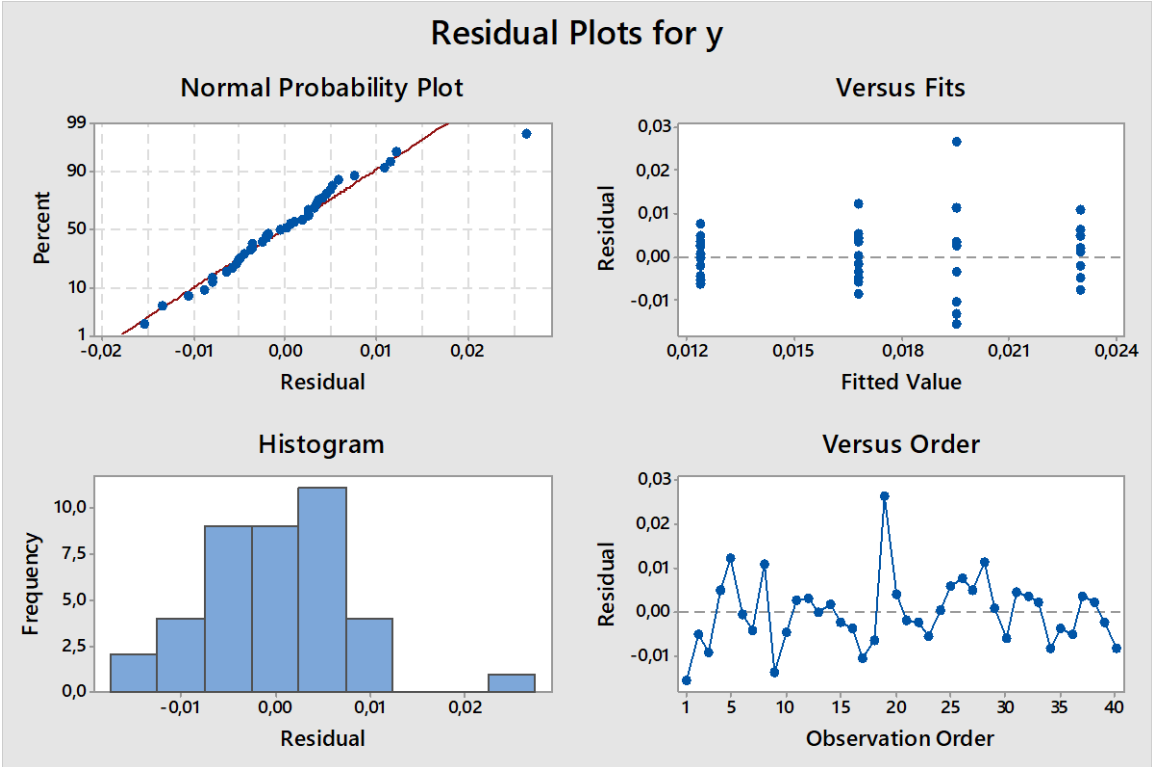 Residual Plots for y
Normal Probability Plot
99
90
50
10
1
Percent
-0,02 -0,01 0,00 0,01 0,02
Residual
Versus Fits
0,03
0,02
0,01
0,00
-0,01
Residual
0,012 0,015 0,018 0,021 0,024
Fitted Value
Histogram
10,0
7,5
5,0
2,5
0,0
Frequency
-0,01 0,00 0,01 0,02
Residual
Versus Order
0,03
0,02
0,01
0,00
-0,01
Residual
1 5 10 15 20 25 30 35 40
Observation Order